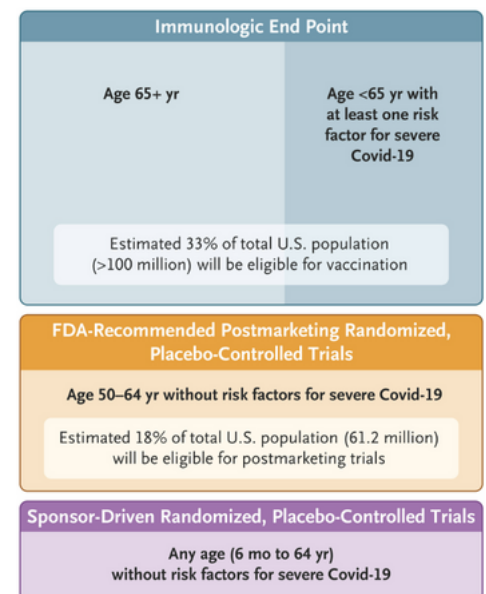 Immunologic End Point
Age 65+ yr
Age <65 yr with
at least one risk
factor for severe
Covid-19
Estimated 33% of total U.S. population
(>100 million) will be eligible for vaccination
FDA-Recommended Postmarketing Randomized,
Placebo-Controlled Trials
Age 50–64 yr without risk factors for severe Covid-19
Estimated 18% of total U.S. population (61.2 million)
will be eligible for postmarketing trials
Sponsor-Driven Randomized, Placebo-Controlled Trials
Any age (6 mo to 64 yr)
without risk factors for severe Covid-19